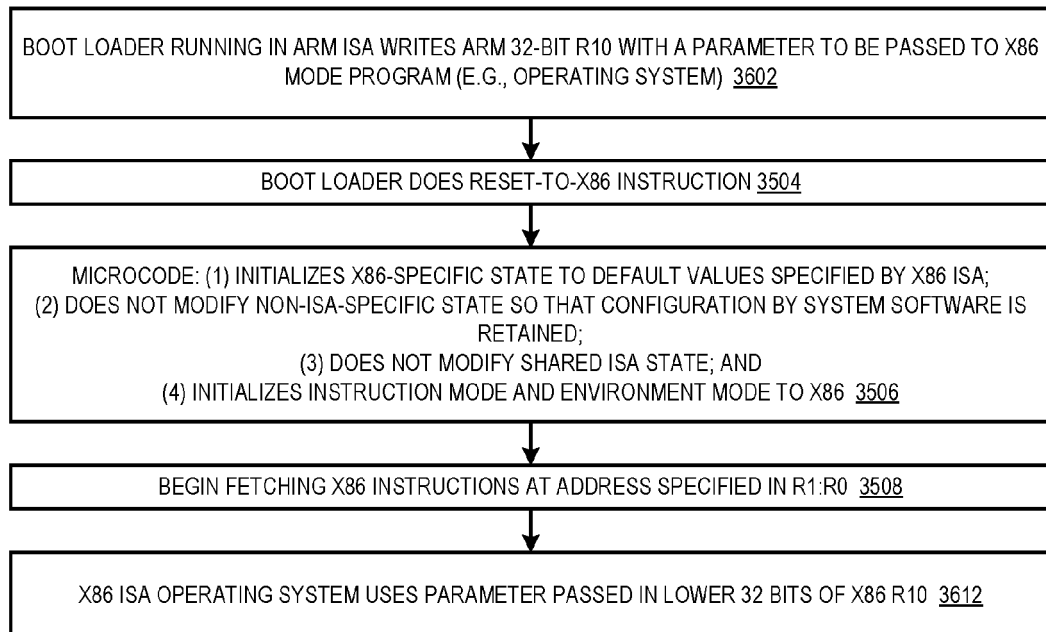 BOOT LOADER RUNNING IN ARM ISA WRITES ARM 32-BIT R10 WITH A PARAMETER TO BE PASSED TO X86
MODE PROGRAM (E.G., OPERATING SYSTEM) 3602
BOOT LOADER DOES RESET-TO-X86 INSTRUCTION 3504
MICROCODE: (1) INITIALIZES X86-SPECIFIC STATE TO DEFAULT VALUES SPECIFIED BY X86 ISA;
(2) DOES NOT MODIFY NON-ISA-SPECIFIC STATE SO THAT CONFIGURATION BY SYSTEM SOFTWARE IS
RETAINED;
(3) DOES NOT MODIFY SHARED ISA STATE; AND
(4) INITIALIZES INSTRUCTION MODE AND ENVIRONMENT MODE TO X86 3506
BEGIN FETCHING X86 INSTRUCTIONS AT ADDRESS SPECIFIED IN R1:R0 3508
X86 ISA OPERATING SYSTEM USES PARAMETER PASSED IN LOWER 32 BITS OF X86 R10 3612